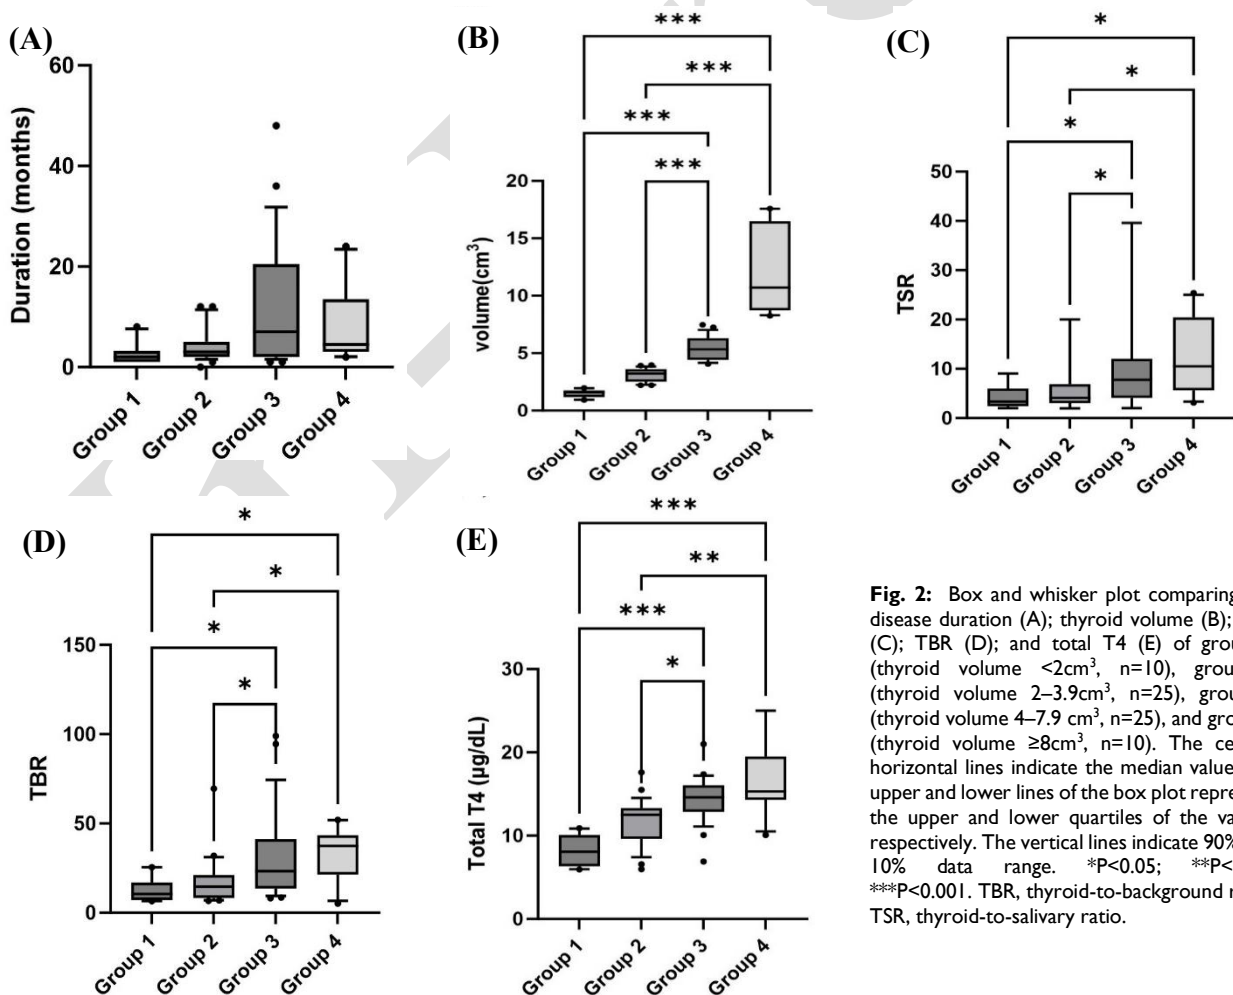 (A)
60
40
20
0
Duration (months)
Group 1
Group 2
Group 3
Group 4
(B)
***
***
***
***
20
15
10
5
0
volume(cm³)
Group 1
Group 2
Group 3
Group 4
(C)
*
*
*
*
50
40
30
20
10
0
TSR
Group 1
Group 2
Group 3
Group 4
(D)
*
*
*
*
150
100
50
0
TBR
Group 1
Group 2
Group 3
Group 4
(E)
***
**
***
*
30
20
10
0
Total T4 (µg/dL)
Group 1
Group 2
Group 3
Group 4
Fig. 2: Box and whisker plot comparing
disease duration (A); thyroid volume (B);
(C); TBR (D); and total T4 (E) of grou
(thyroid volume <2cm³, n=10), grou
(thyroid volume 2–3.9cm³, n=25), grou
(thyroid volume 4–7.9 cm³, n=25), and gro
(thyroid volume ≥8cm³, n=10). The ce
horizontal lines indicate the median value
upper and lower lines of the box plot repre
the upper and lower quartiles of the va
respectively. The vertical lines indicate 90%
10% data range. *P<0.05; **P<
***P<0.001. TBR, thyroid-to-background r
TSR, thyroid-to-salivary ratio.